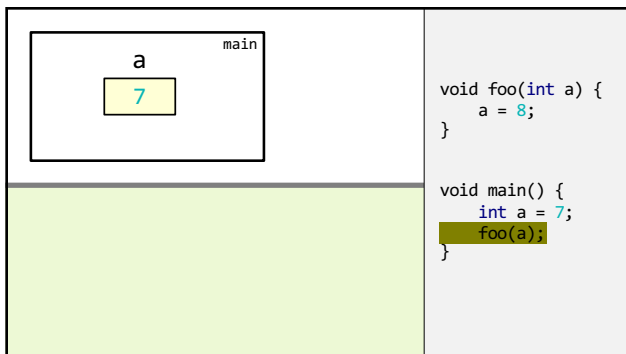 main
a
7
void foo(int a) {
    a = 8;
}
void main() {
    int a = 7;
    foo(a);
}